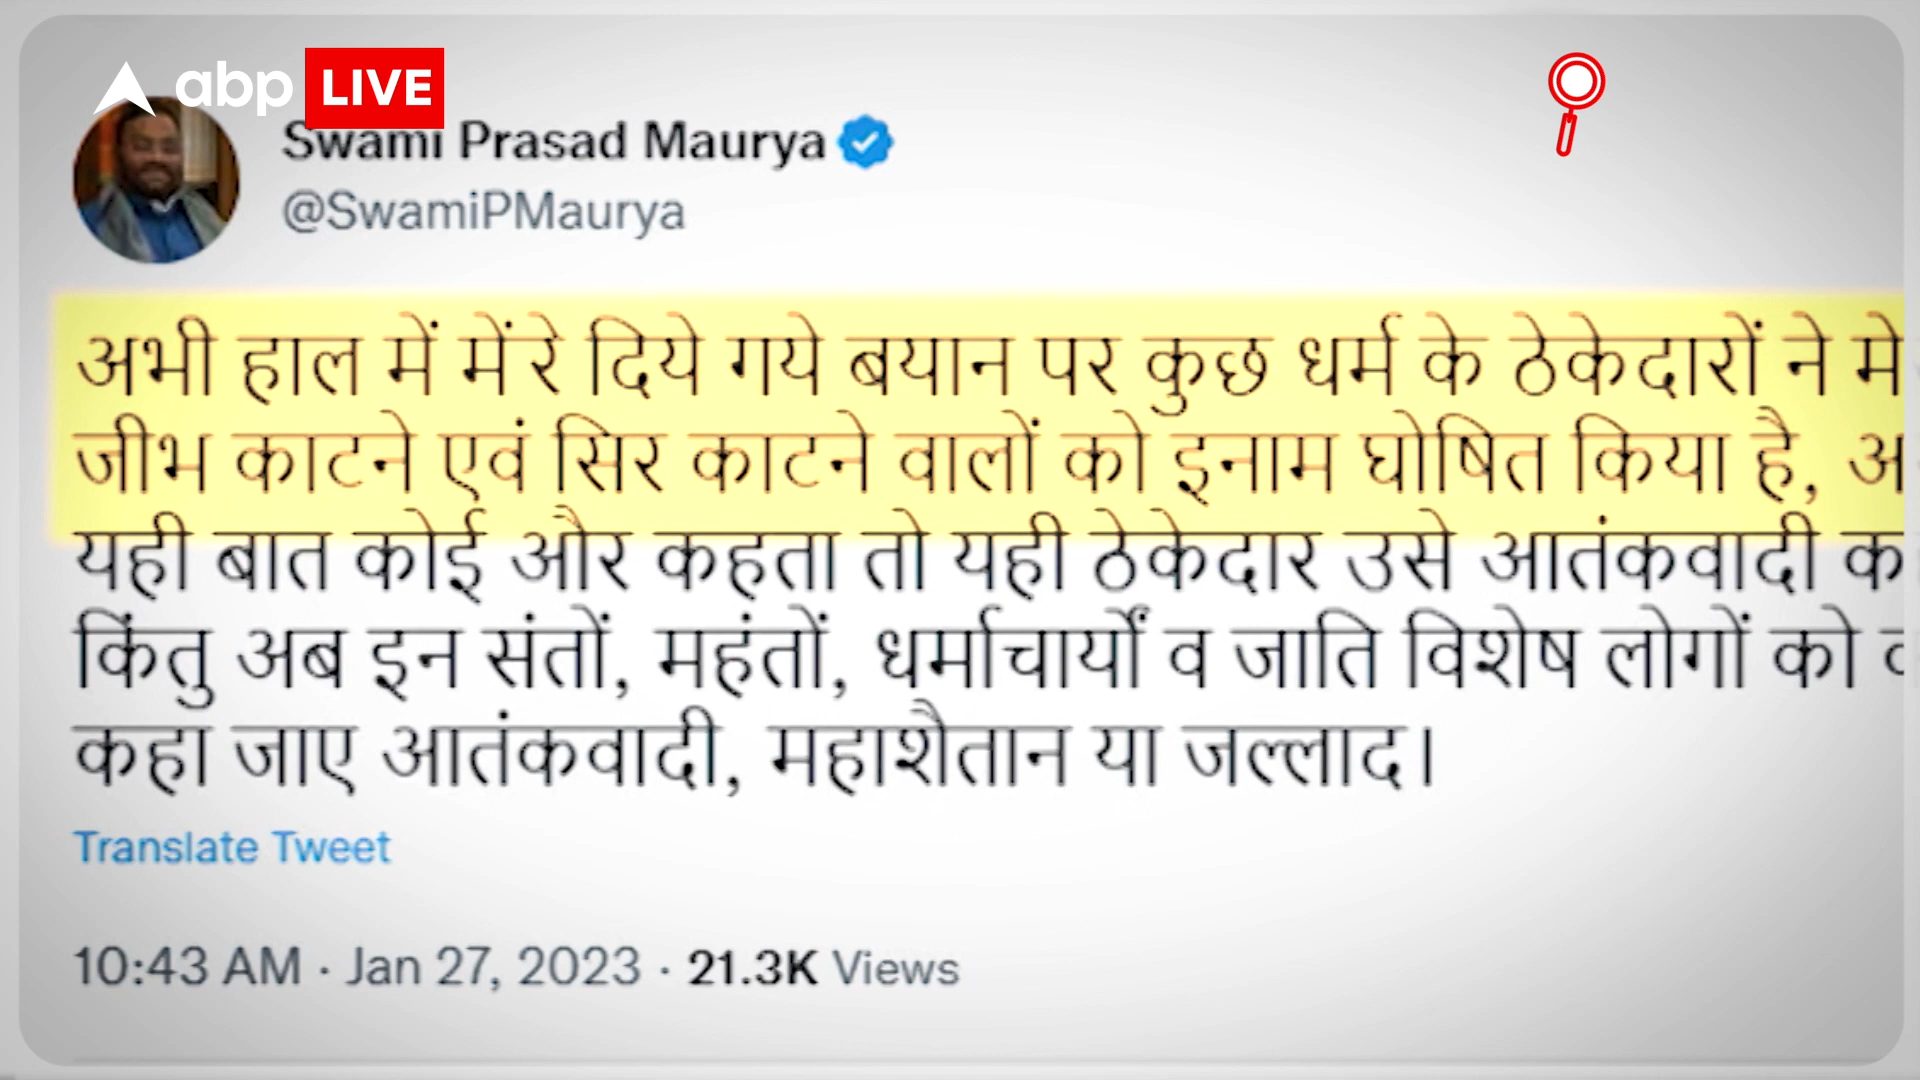 abp LIVE
Swami Prasad Maurya
@SwamiPMaurya
अभी हाल में में रे दिये गये बयान पर कुछ धर्म के ठेकेदारों ने मे
जीभ काटने एवं सिर काटने वालों को इनाम घोषित किया है, अ
यही बात कोई और कहता तो यही ठेकेदार उसे आतंकवादी क
किंतु अब इन संतों, महंतों, धर्माचार्यों व जाति विशेष लोगों को
कहा जाए आतंकवादी, महाशैतान या जल्लाद।
Translate Tweet
10:43 AM · Jan 27, 2023 · 21.3K Views